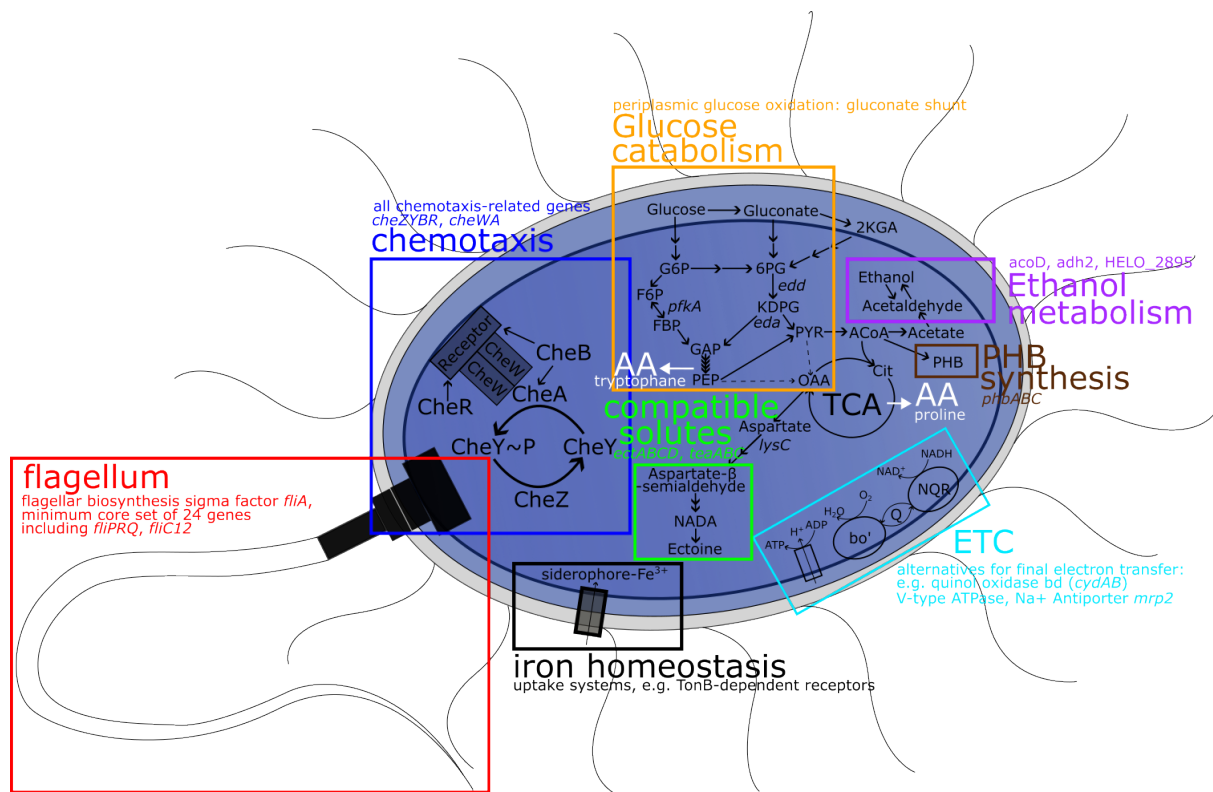 periplasmic glucose oxidation: gluconate shunt
Glucose
catabolism
all chemotaxis-related genes
cheZYBR, cheWA
chemotaxis
Glucose
Gluconate
2KGA
G6P
6PG
edd
F6P
pfkA
KDPG
FBP
eda
PYR
ACoA
Acetate
GAP
PEP
OAA
Cit
AA
tryptophane
acoD, adh2, HELO_2895
Ethanol
metabolism
Ethanol
Acetaldehyde
PHB
PHB
synthesis
phbABC
TCA
AA
proline
Receptor
CheW
CheW
CheB
CheA
CheR
CheY~P
CheY
CheZ
compatible
solutes
ectABCD, teaABC
Aspartate
lysC
Aspartate-β
-semialdehyde
NADA
Ectoine
flagellum
flagellar biosynthesis sigma factor fliA,
minimum core set of 24 genes
including fliPRQ, fliC12
NADH
NAD⁺
NQR
O₂
Q
H₂O
bo'
H⁺
ADP
ATP
ETC
alternatives for final electron transfer:
e.g. quinol oxidase bd (cydAB)
V-type ATPase, Na+ Antiporter mrp2
siderophore-Fe³⁺
iron homeostasis
uptake systems, e.g. TonB-dependent receptors